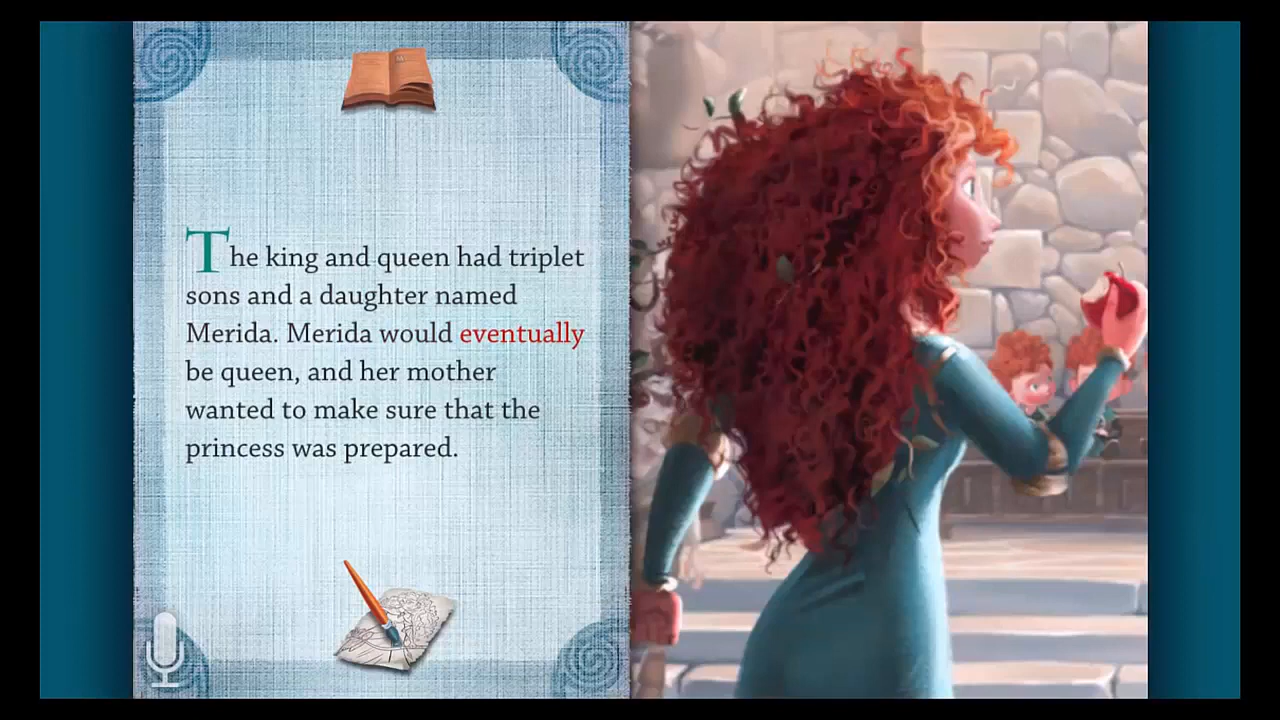 The king and queen had triplet
sons and a daughter named
Merida. Merida would eventually
be queen, and her mother
wanted to make sure that the
princess was prepared.